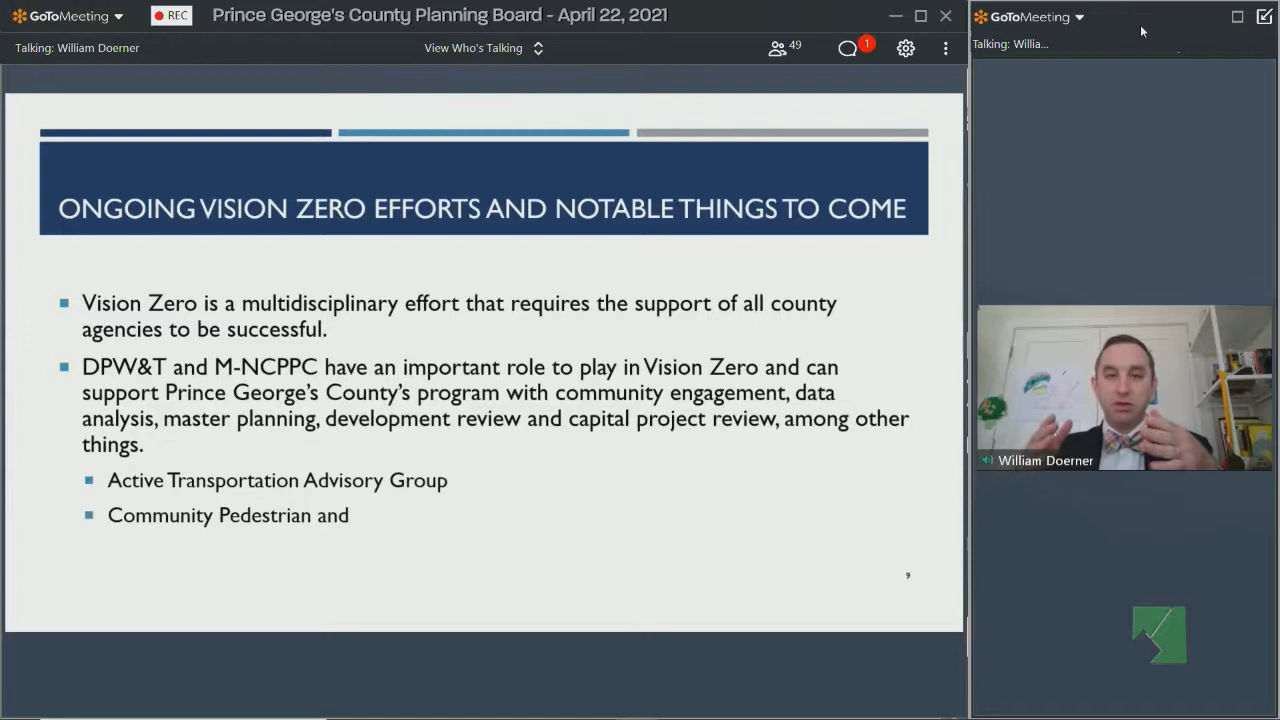 GoToMeeting
REC
Prince George's County Planning Board - April 22, 2021
GoToMeeting
Talking: William Doerner
View Who's Talking
49
1
Talking: Willia...
ONGOING VISION ZERO EFFORTS AND NOTABLE THINGS TO COME
Vision Zero is a multidisciplinary effort that requires the support of all county
agencies to be successful.
DPW&T and M-NCPPC have an important role to play in Vision Zero and can
support Prince George's County's program with community engagement, data
analysis, master planning, development review and capital project review, among other
things.
Active Transportation Advisory Group
Community Pedestrian and
9
William Doerner